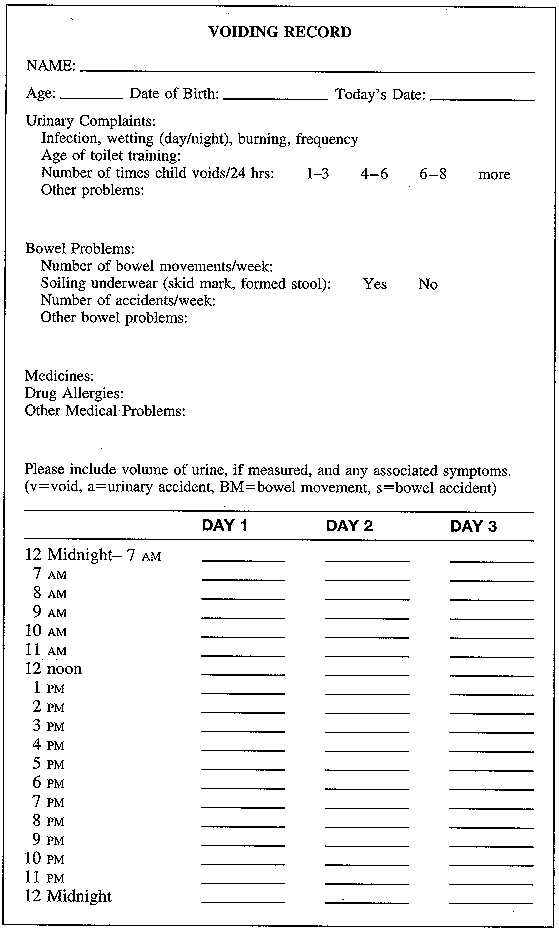 VOIDING RECORD
NAME:
Age: Date of Birth: Today's Date:
Urinary Complaints:
Infection, wetting (day/night), burning, frequency
Age of toilet training:
Number of times child voids/24 hrs: 1–3 4–6 6–8 more
Other problems:
Bowel Problems:
Number of bowel movements/week:
Soiling underwear (skid mark, formed stool): Yes No
Number of accidents/week:
Other bowel problems:
Medicines:
Drug Allergies:
Other Medical Problems:
Please include volume of urine, if measured, and any associated symptoms.
(v=void, a=urinary accident, BM=bowel movement, s=bowel accident)
DAY 1 DAY 2 DAY 3
12 Midnight– 7 AM
7 AM
8 AM
9 AM
10 AM
11 AM
12 noon
1 PM
2 PM
3 PM
4 PM
5 PM
6 PM
7 PM
8 PM
9 PM
10 PM
11 PM
12 Midnight